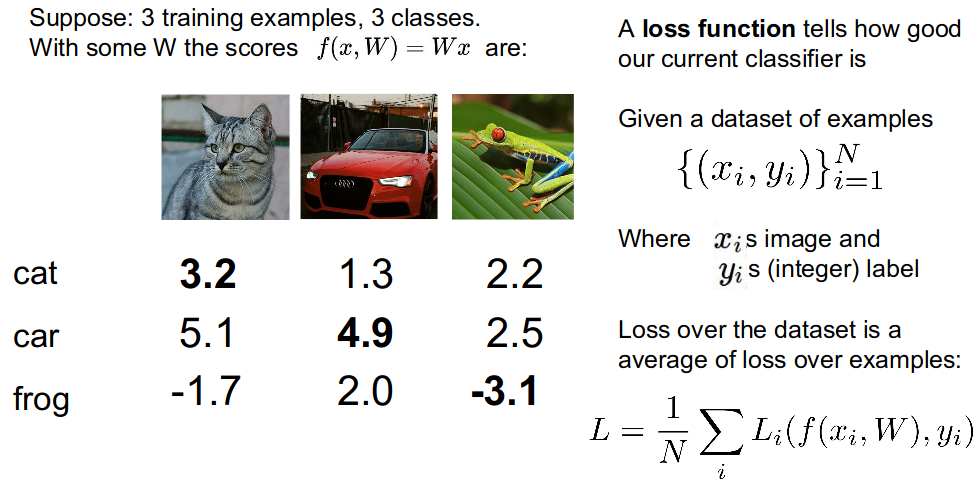 Suppose: 3 training examples, 3 classes.
With some W the scores f(x, W) = Wx are:
cat 3.2 1.3 2.2
car 5.1 4.9 2.5
frog -1.7 2.0 -3.1
A loss function tells how good
our current classifier is
Given a dataset of examples
{(x_i, y_i)}_{i=1}^N
Where x_i s image and
y_i s (integer) label
Loss over the dataset is a
average of loss over examples:
L = \frac{1}{N} \sum_i L_i(f(x_i, W), y_i)